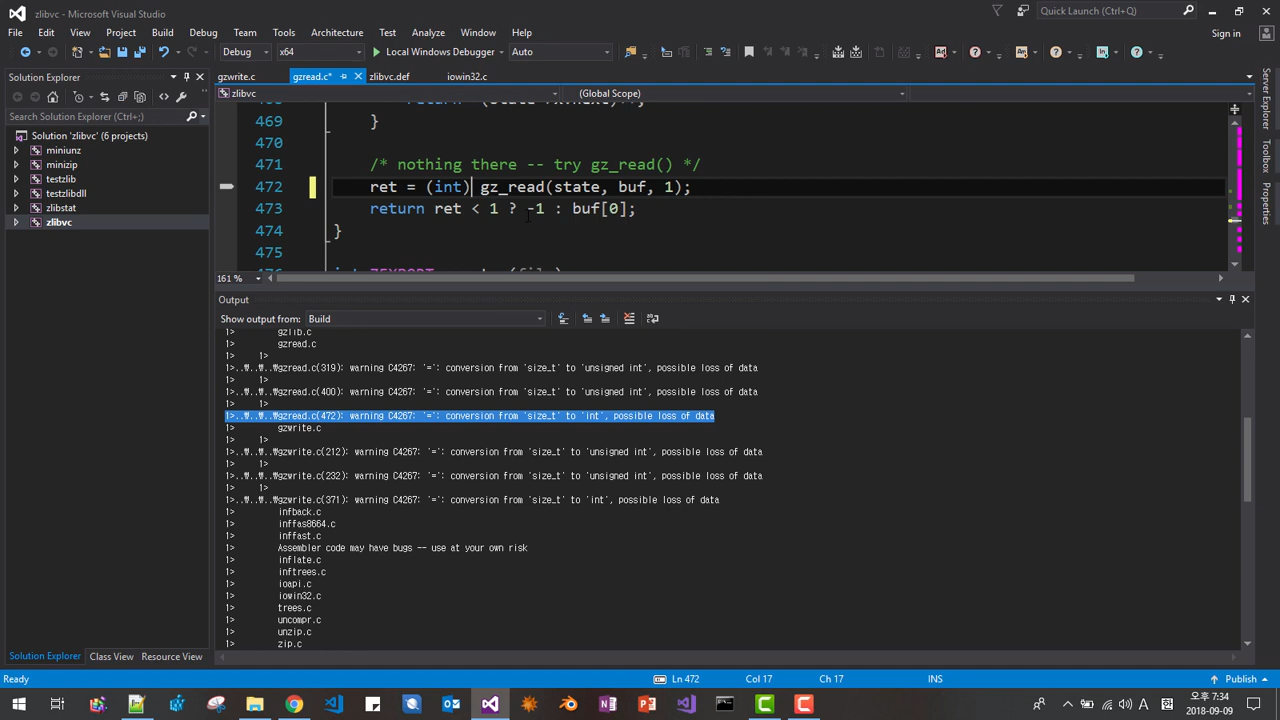 zlibvc - Microsoft Visual Studio
Quick Launch (Ctrl+Q)
File Edit View Project Build Debug Team Tools Architecture Test Analyze Window Help
Sign in
Debug x64 Local Windows Debugger Auto
Solution Explorer
gzwrite.c gzread.c* zlibvc.def iowin32.c
zlibvc (Global Scope)
Search Solution Explorer (Ctrl+;)
Solution 'zlibvc' (6 projects)
miniunz
minizip
testzlib
testzlibdll
zlibstat
zlibvc
469 }
470
471 /* nothing there -- try gz_read() */
472 ret = (int) gz_read(state, buf, 1);
473 return ret < 1 ? -1 : buf[0];
474 }
475
161 %
Output
Show output from: Build
1> gzlib.c
1> gzread.c
1> 1>
1>..₩..₩..₩gzread.c(319): warning C4267: '=': conversion from 'size_t' to 'unsigned int', possible loss of data
1> 1>
1>..₩..₩..₩gzread.c(400): warning C4267: '=': conversion from 'size_t' to 'unsigned int', possible loss of data
1> 1>
1>..₩..₩..₩gzread.c(472): warning C4267: '=': conversion from 'size_t' to 'int', possible loss of data
1> gzwrite.c
1> 1>
1>..₩..₩..₩gzwrite.c(212): warning C4267: '=': conversion from 'size_t' to 'unsigned int', possible loss of data
1> 1>
1>..₩..₩..₩gzwrite.c(232): warning C4267: '=': conversion from 'size_t' to 'unsigned int', possible loss of data
1> 1>
1>..₩..₩..₩gzwrite.c(371): warning C4267: '=': conversion from 'size_t' to 'int', possible loss of data
1> infback.c
1> inffas8664.c
1> inffast.c
1> Assembler code may have bugs -- use at your own risk
1> inflate.c
1> inftrees.c
1> ioapi.c
1> iowin32.c
1> trees.c
1> uncompr.c
1> unzip.c
1> zip.c
Solution Explorer Class View Resource View
Server Explorer
Toolbox
Properties
Ready Ln 472 Col 17 Ch 17 INS Publish
A 오후 7:34
2018-09-09